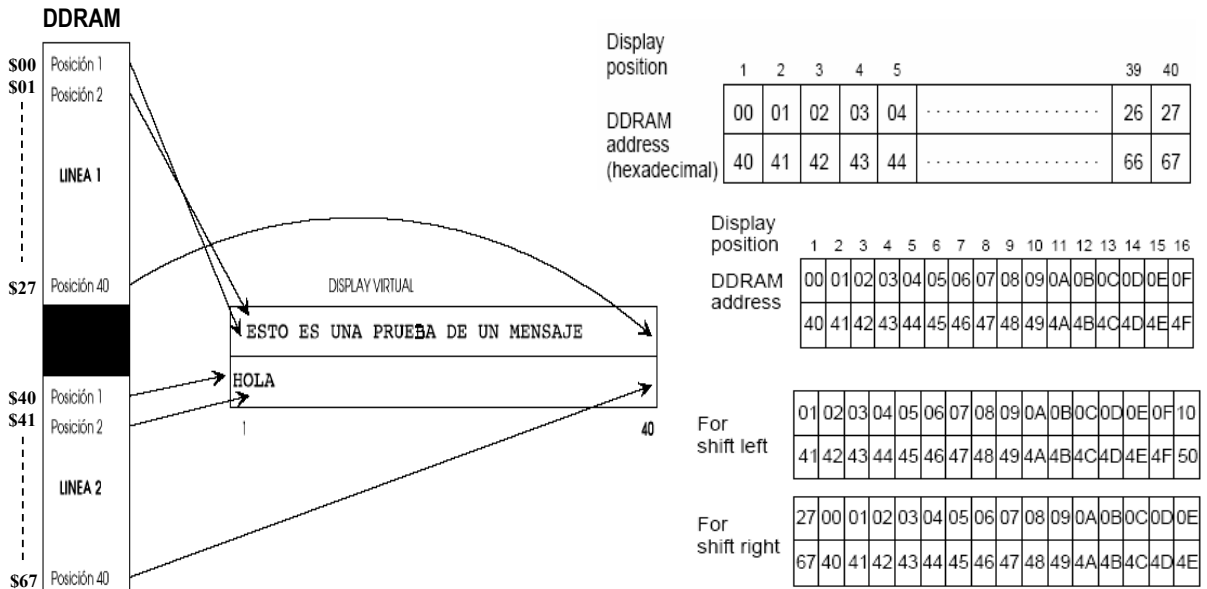 DDRAM
$00 Posición 1
$01 Posición 2
LINEA 1
$27 Posición 40
$40 Posición 1
$41 Posición 2
LINEA 2
$67 Posición 40
DISPLAY VIRTUAL
ESTO ES UNA PRUEBA DE UN MENSAJE
HOLA
1 40
Display
position 1 2 3 4 5 39 40
DDRAM
address
(hexadecimal)
00 01 02 03 04 .................. 26 27
40 41 42 43 44 .................. 66 67
Display
position 1 2 3 4 5 6 7 8 9 10 11 12 13 14 15 16
DDRAM
address
00 01 02 03 04 05 06 07 08 09 0A 0B 0C 0D 0E 0F
40 41 42 43 44 45 46 47 48 49 4A 4B 4C 4D 4E 4F
For
shift left
01 02 03 04 05 06 07 08 09 0A 0B 0C 0D 0E 0F 10
41 42 43 44 45 46 47 48 49 4A 4B 4C 4D 4E 4F 50
For
shift right
27 00 01 02 03 04 05 06 07 08 09 0A 0B 0C 0D 0E
67 40 41 42 43 44 45 46 47 48 49 4A 4B 4C 4D 4E